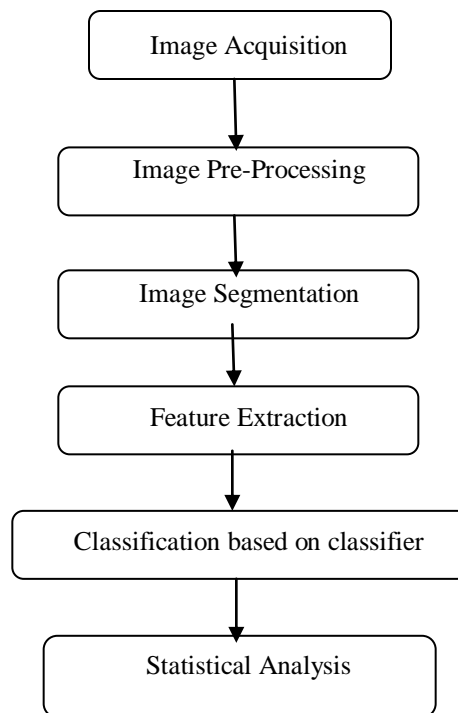 Image Acquisition
Image Pre-Processing
Image Segmentation
Feature Extraction
Classification based on classifier
Statistical Analysis